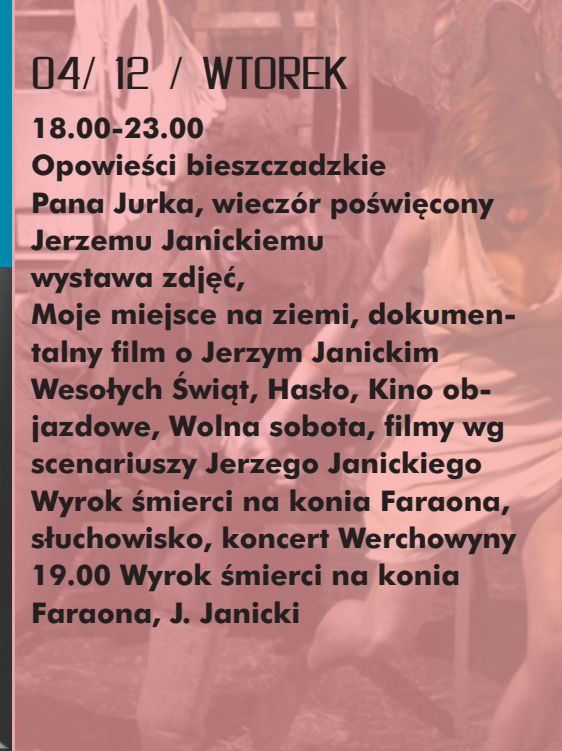 04/ 12 / WTOREK
18.00-23.00
Opowieści bieszczadzkie
Pana Jurka, wieczór poświęcony
Jerzemu Janickiemu
wystawa zdjęć,
Moje miejsce na ziemi, dokumen-
talny film o Jerzym Janickim
Wesołych Świąt, Hasło, Kino ob-
jazdowe, Wolna sobota, filmy wg
scenariuszy Jerzego Janickiego
Wyrok śmierci na konia Faraona,
słuchowisko, koncert Werchowyny
19.00 Wyrok śmierci na konia
Faraona, J. Janicki